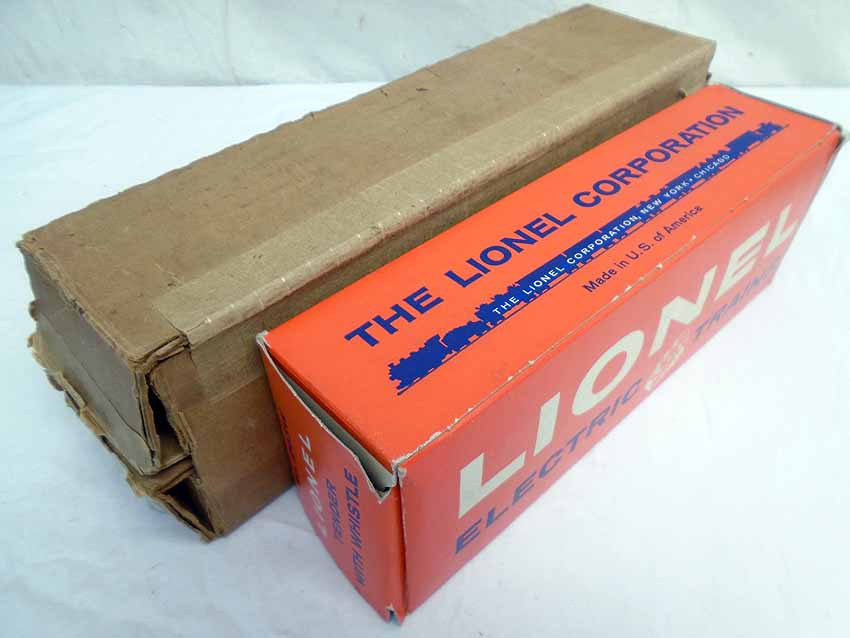 THE LIONEL CORPORATION
THE LIONEL CORPORATION, NEW YORK • CHICAGO
Made in U.S. of America
LIONEL
ELECTRIC TRAINS
LIONEL
TENDER
WITH WHISTLE